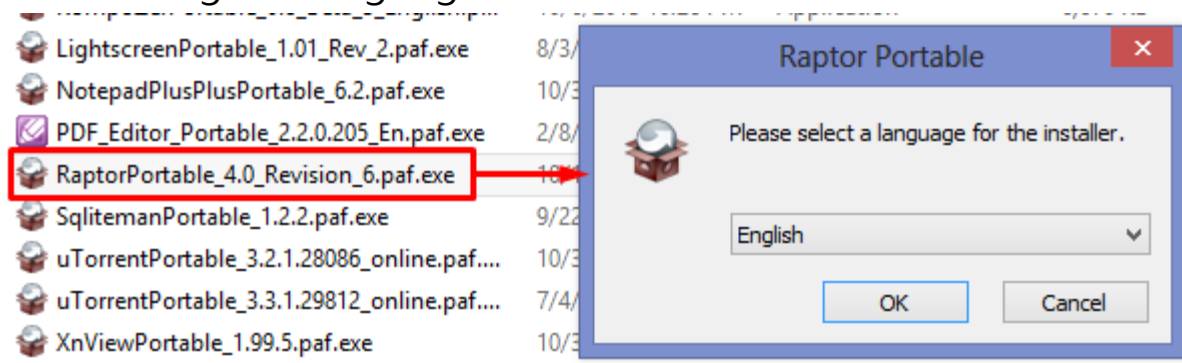 LightscreenPortable_1.01_Rev_2.paf.exe 8/3/
NotepadPlusPlusPortable_6.2.paf.exe 10/3
PDF_Editor_Portable_2.2.0.205_En.paf.exe 2/8/
RaptorPortable_4.0_Revision_6.paf.exe
SqlitemanPortable_1.2.2.paf.exe 9/22
uTorrentPortable_3.2.1.28086_online.paf.... 10/3
uTorrentPortable_3.3.1.29812_online.paf.... 7/4/
XnViewPortable_1.99.5.paf.exe 10/3
Raptor Portable
Please select a language for the installer.
English
OK Cancel